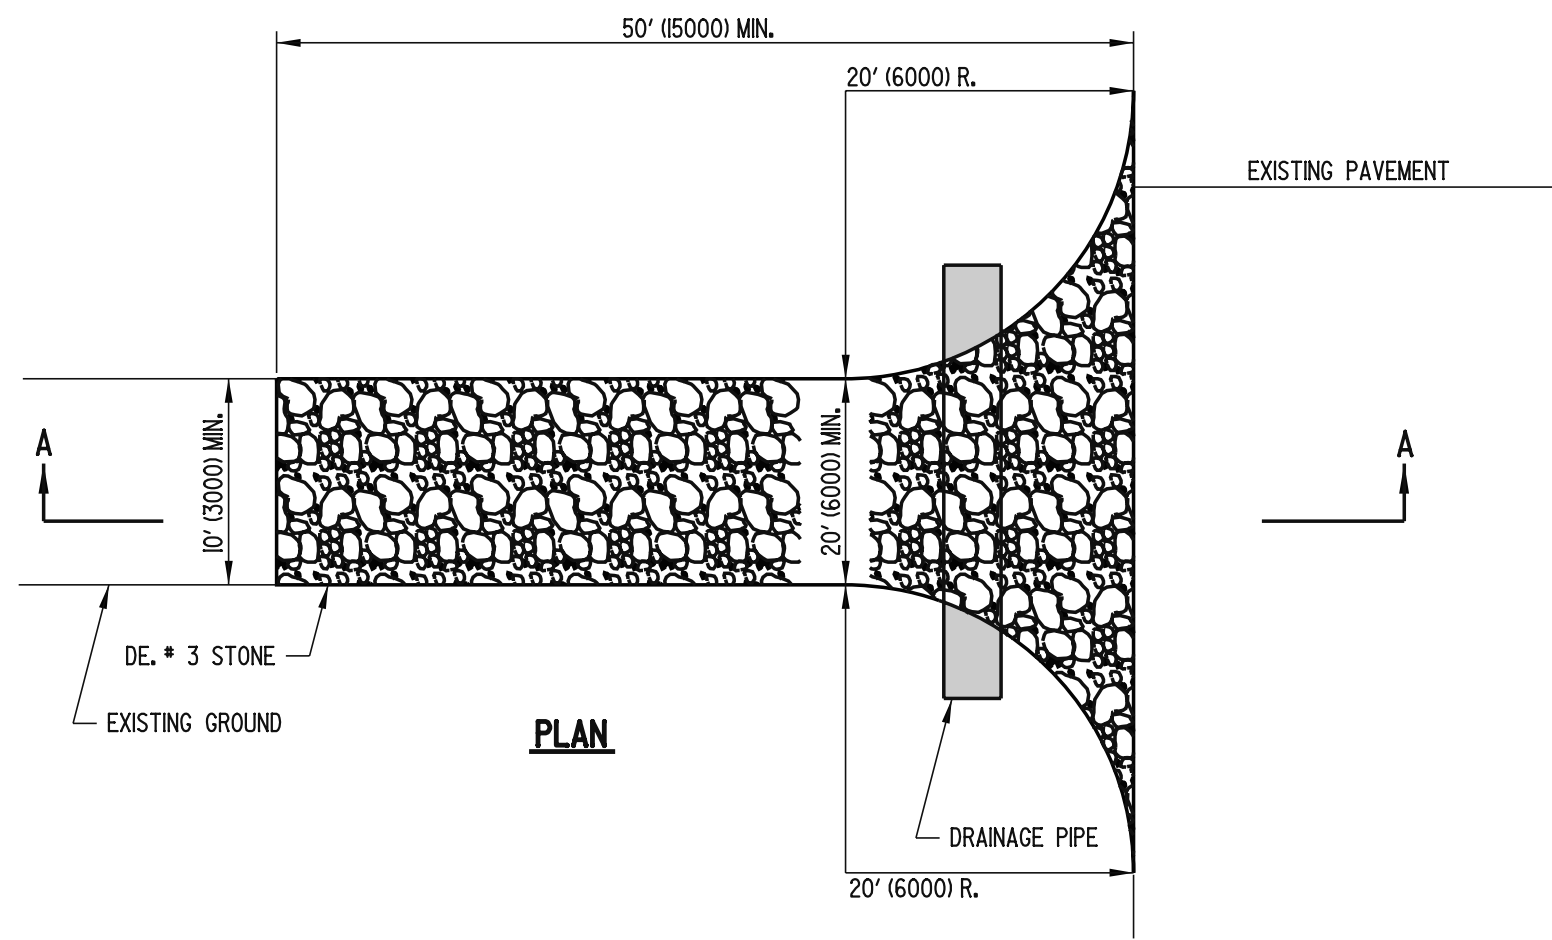 50' (15000) MIN.
20' (6000) R.
EXISTING PAVEMENT
A
10' (3000) MIN.
20' (6000) MIN.
A
DE. # 3 STONE
EXISTING GROUND
PLAN
DRAINAGE PIPE
20' (6000) R.